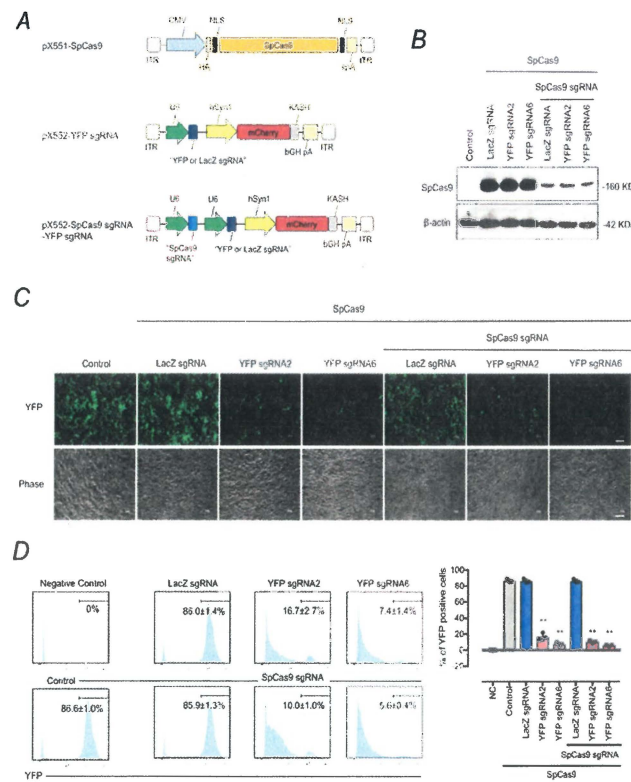 A
pX551-SpCas9
CMV
NLS
NLS
SpCas9
ITR
HA
ITR
pX552-YFP sgRNA
U6
hSyn1
KASH
mCherry
ITR
"YFP or LacZ sgRNA"
bGH pA
ITR
pX552-SpCas9 sgRNA
-YFP sgRNA
U6
U6
hSyn1
KASH
mCherry
ITR
"SpCas9
sgRNA"
"YFP or LacZ sgRNA"
bGH pA
ITR
B
SpCas9
SpCas9 sgRNA
Control
LacZ sgRNA
YFP sgRNA2
YFP sgRNA6
LacZ sgRNA
YFP sgRNA2
YFP sgRNA6
SpCas9
-160 KD
β-actin
-42 KD
C
SpCas9
SpCas9 sgRNA
Control
LacZ sgRNA
YFP sgRNA2
YFP sgRNA6
LacZ sgRNA
YFP sgRNA2
YFP sgRNA6
YFP
Phase
D
Negative Control
LacZ sgRNA
YFP sgRNA2
YFP sgRNA6
0%
86.0±1.4%
16.7±2.7%
7.4±1.4%
Control
SpCas9 sgRNA
86.6±1.0%
85.9±1.3%
10.0±1.0%
5.6±0.4%
YFP
% of YFP positive cells
100
80
60
40
20
0
** ** ** **
NC
Control
LacZ sgRNA
YFP sgRNA2
YFP sgRNA6
LacZ sgRNA
YFP sgRNA2
YFP sgRNA6
SpCas9 sgRNA
SpCas9